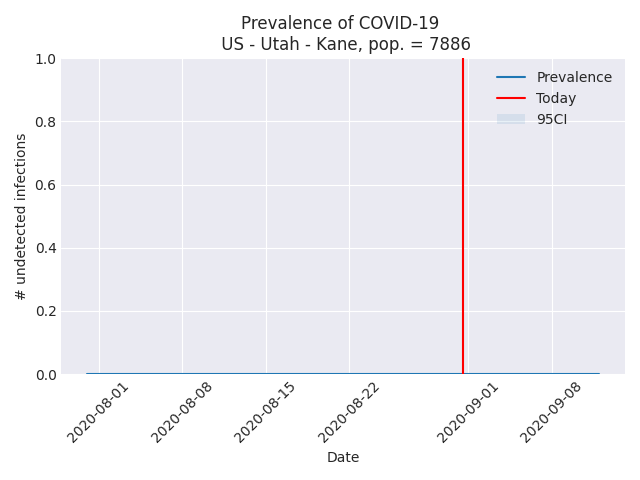 Prevalence of COVID-19
US - Utah - Kane, pop. = 7886
Prevalence
Today
95CI
# undetected infections
1.0
0.8
0.6
0.4
0.2
0.0
2020-08-01
2020-08-08
2020-08-15
2020-08-22
2020-09-01
2020-09-08
Date